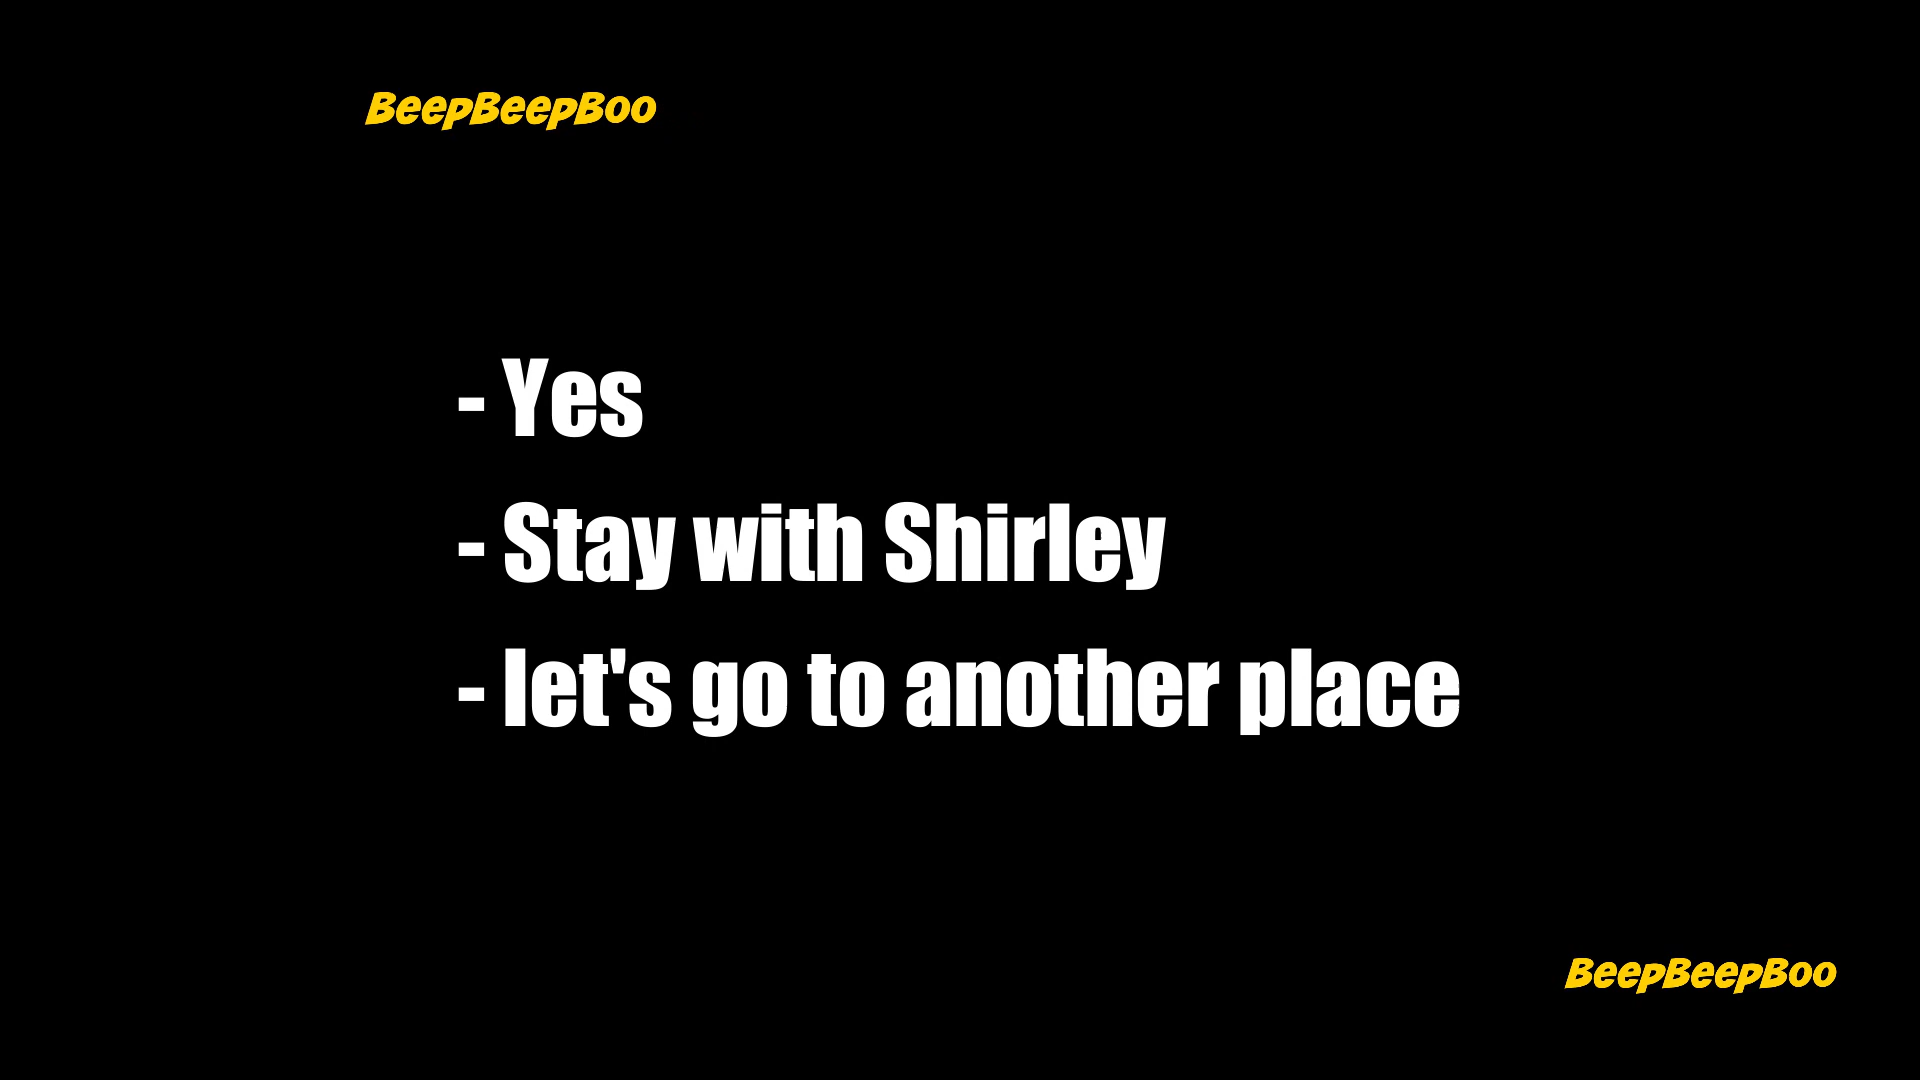 BeepBeepBoo
- Yes
- Stay with Shirley
- let's go to another place
BeepBeepBoo